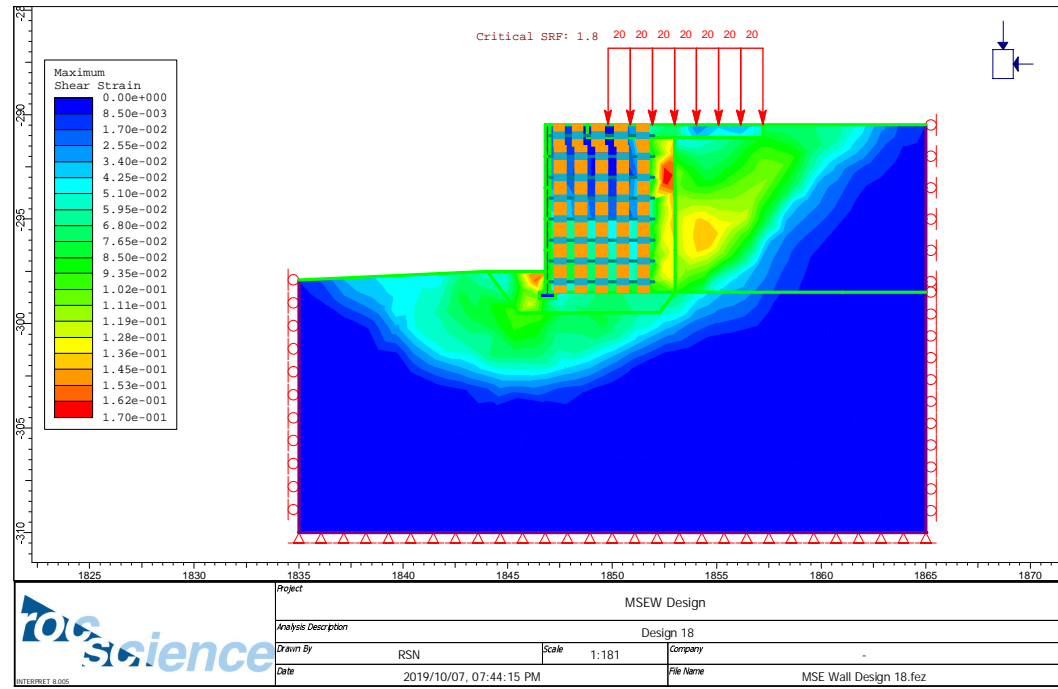 Critical SRF: 1.8
20 20 20 20 20 20 20
Maximum
Shear Strain
0.00e+000
8.50e-003
1.70e-002
2.55e-002
3.40e-002
4.25e-002
5.10e-002
5.95e-002
6.80e-002
7.65e-002
8.50e-002
9.35e-002
1.02e-001
1.11e-001
1.19e-001
1.28e-001
1.36e-001
1.45e-001
1.53e-001
1.62e-001
1.70e-001
-290
-295
-300
-305
-310
1825 1830 1835 1840 1845 1850 1855 1860 1865 1870
rocscience
INTERPRET 8.005
Project
MSEW Design
Analysis Description
Design 18
Drawn By RSN Scale 1:181 Company -
Date 2019/10/07, 07:44:15 PM File Name MSE Wall Design 18.fez